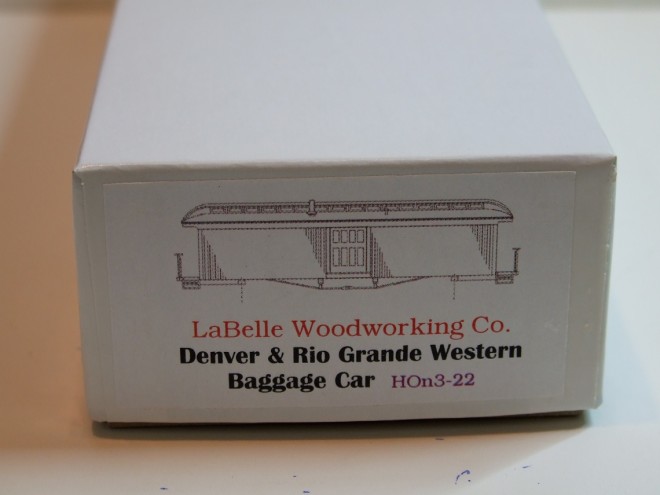 LaBelle Woodworking Co.
Denver & Rio Grande Western
Baggage Car HOn3-22